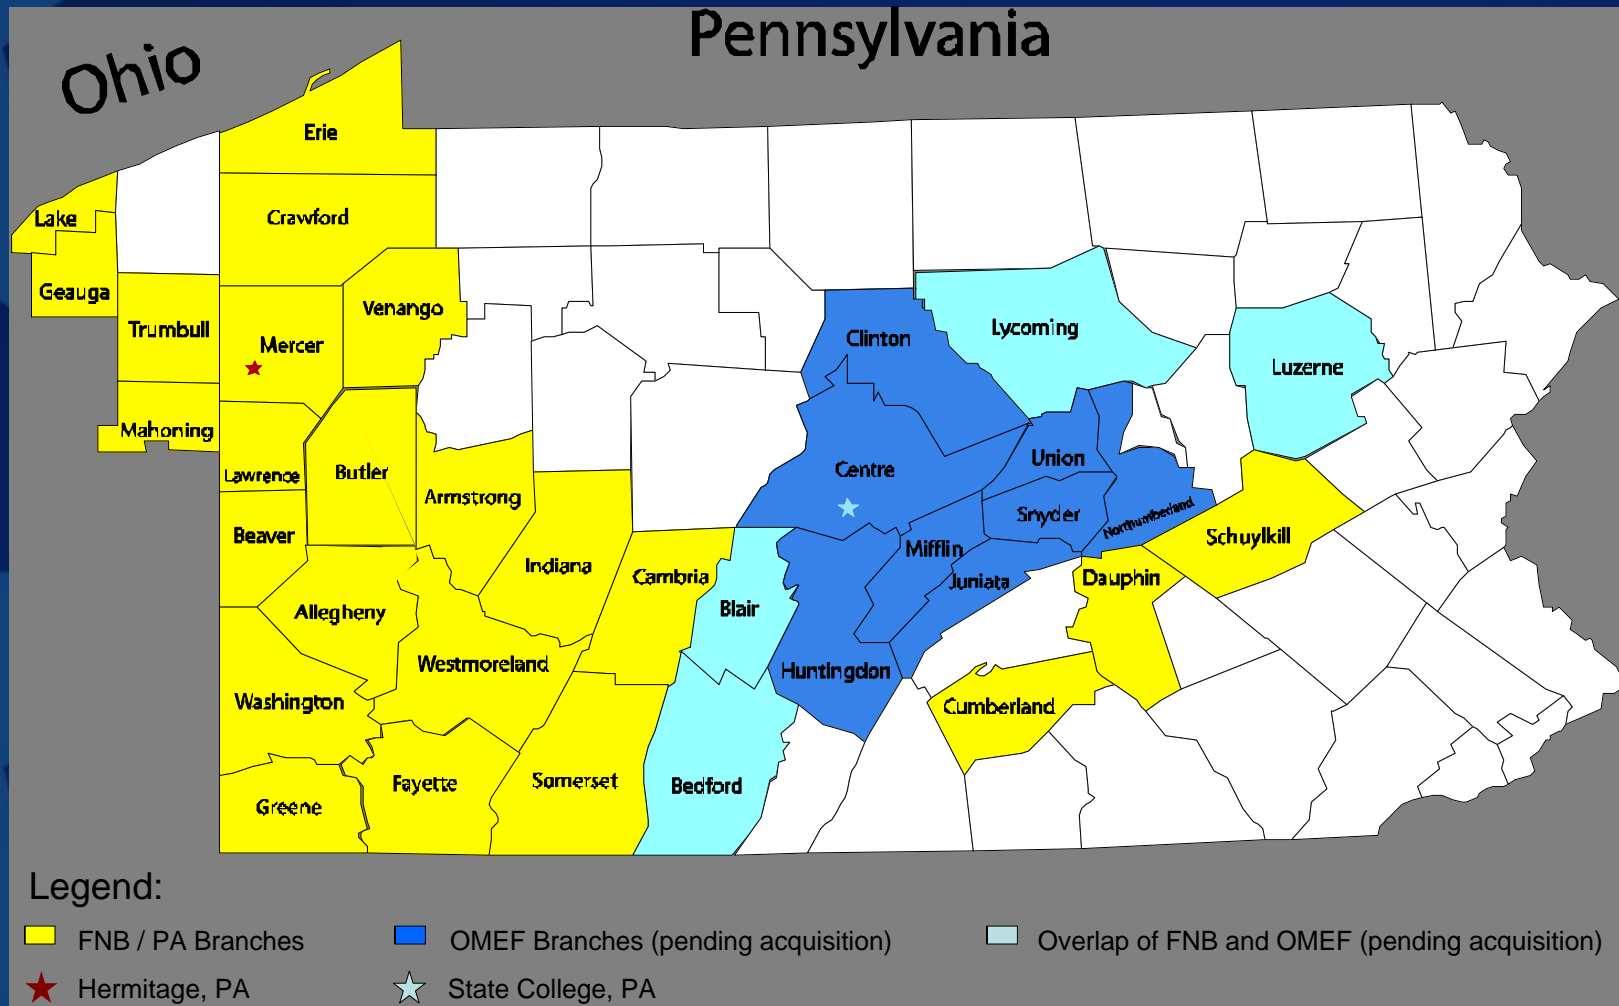 Pennsylvania
Ohio
Erie
Crawford
Lake
Geauga
Trumbull
Venango
Mercer
Mahoning
Lawrence
Butler
Armstrong
Beaver
Indiana
Cambria
Allegheny
Westmoreland
Washington
Greene
Fayette
Somerset
Clinton
Lycoming
Luzerne
Centre
Union
Snyder
Northumberland
Schuylkill
Mifflin
Juniata
Dauphin
Blair
Huntingdon
Cumberland
Bedford
Legend:
FNB / PA Branches
OMEF Branches (pending acquisition)
Overlap of FNB and OMEF (pending acquisition)
Hermitage, PA
State College, PA